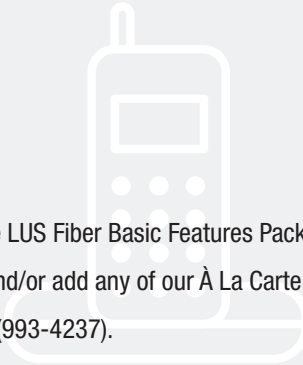 LUS Fiber Basic Features Pack
nd/or add any of our À La Carte
(993-4237).